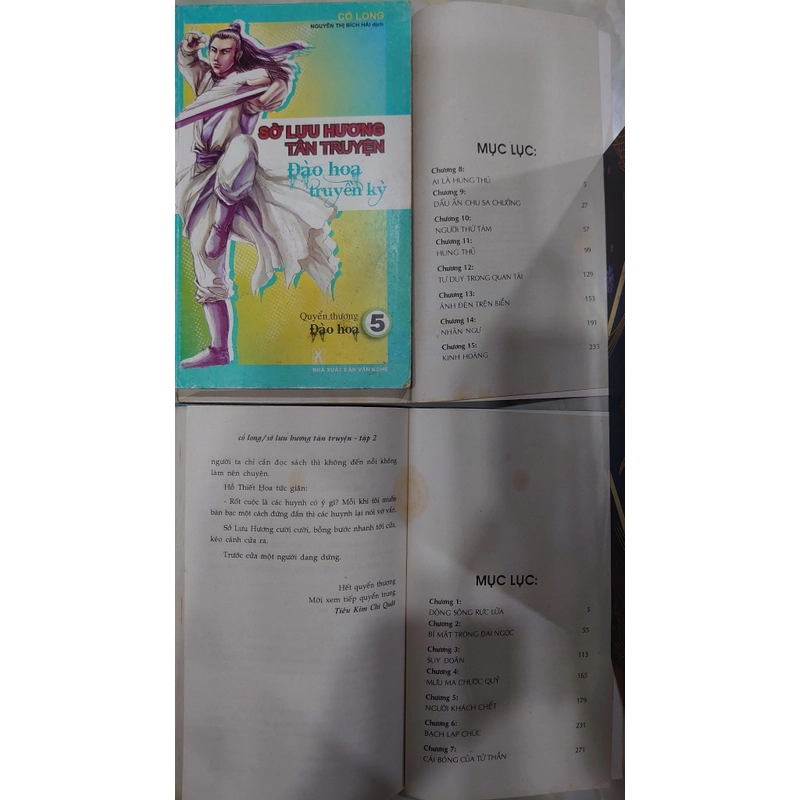 CỔ LONG
NGUYỄN THỊ BÍCH HẢI dịch
SỞ LƯU HƯƠNG
TÂN TRUYỆN
Đào hoa
truyền kỳ
Quyển thượng
Đào hoa 5
NHÀ XUẤT BẢN VĂN NGHỆ
MỤC LỤC:
Chương 8:
AI LÀ HUNG THỦ 5
Chương 9:
DẤU ẤN CHU SA CHƯỞNG 27
Chương 10:
NGƯỜI THỨ TÁM 57
Chương 11:
HUNG THỦ 99
Chương 12:
TƯ DUY TRONG QUAN TÀI 129
Chương 13:
ÁNH ĐÈN TRÊN BIỂN 153
Chương 14:
NHÂN NGƯ 191
Chương 15:
KINH HOÀNG 233
cổ long/sở lưu hương tân truyện - tập 2
người ta chỉ cần đọc sách thì không đến nỗi không
làm nên chuyện.
Hồ Thiết Hoa tức giận:
- Rốt cuộc là các huynh có ý gì? Mỗi khi tôi muốn
bàn bạc một cách đứng đắn thì các huynh lại nói vớ vẩn.
Sở Lưu Hương cười cười, bỗng bước nhanh tới cửa,
kéo cánh cửa ra.
Trước cửa một người đang đứng.
Hết quyển thượng
Mời xem tiếp quyển trung
Tiêu Kim Chi Quật
MỤC LỤC:
Chương 1:
DÒNG SÔNG RỰC LỬA 5
Chương 2:
BÍ MẬT TRONG ĐAI NGỌC 55
Chương 3:
SUY ĐOÁN 113
Chương 4:
MƯU MA CHƯỚC QUỶ 165
Chương 5:
NGƯỜI KHÁCH CHẾT 179
Chương 6:
BẠCH LẠP CHÚC 231
Chương 7:
CÁI BÓNG CỦA TỬ THẦN 271